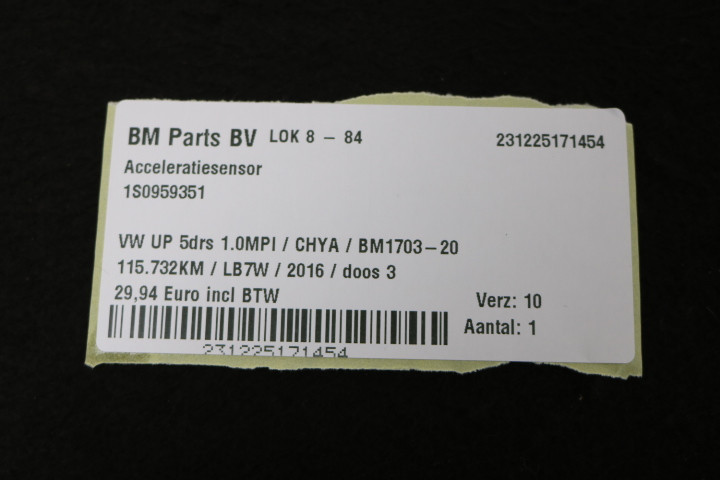 BM Parts BV LOK 8 – 84 231225171454
Acceleratiesensor
1S0959351
VW UP 5drs 1.0MPI / CHYA / BM1703–20
115.732KM / LB7W / 2016 / doos 3
29,94 Euro incl BTW Verz: 10
Aantal: 1
231225171454